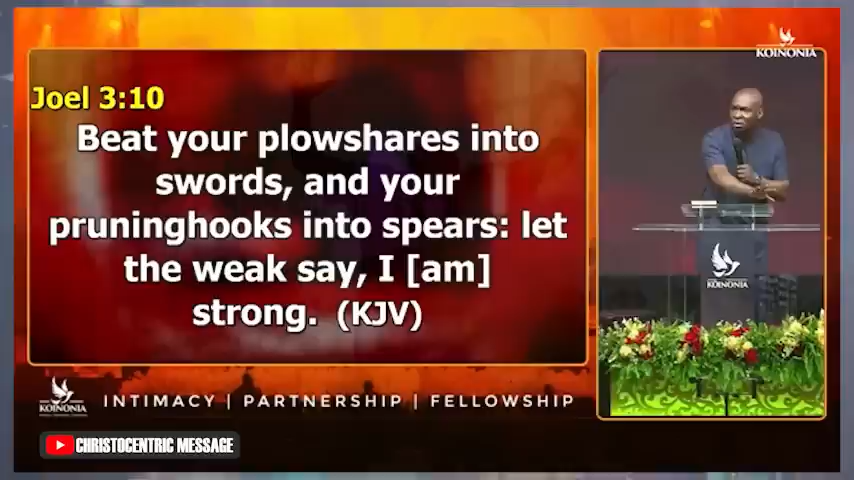 KOINONIA
Joel 3:10
Beat your plowshares into
swords, and your
pruninghooks into spears: let
the weak say, I [am]
strong. (KJV)
KOINONIA
KOINONIA
INTIMACY | PARTNERSHIP | FELLOWSHIP
CHRISTOCENTRIC MESSAGE